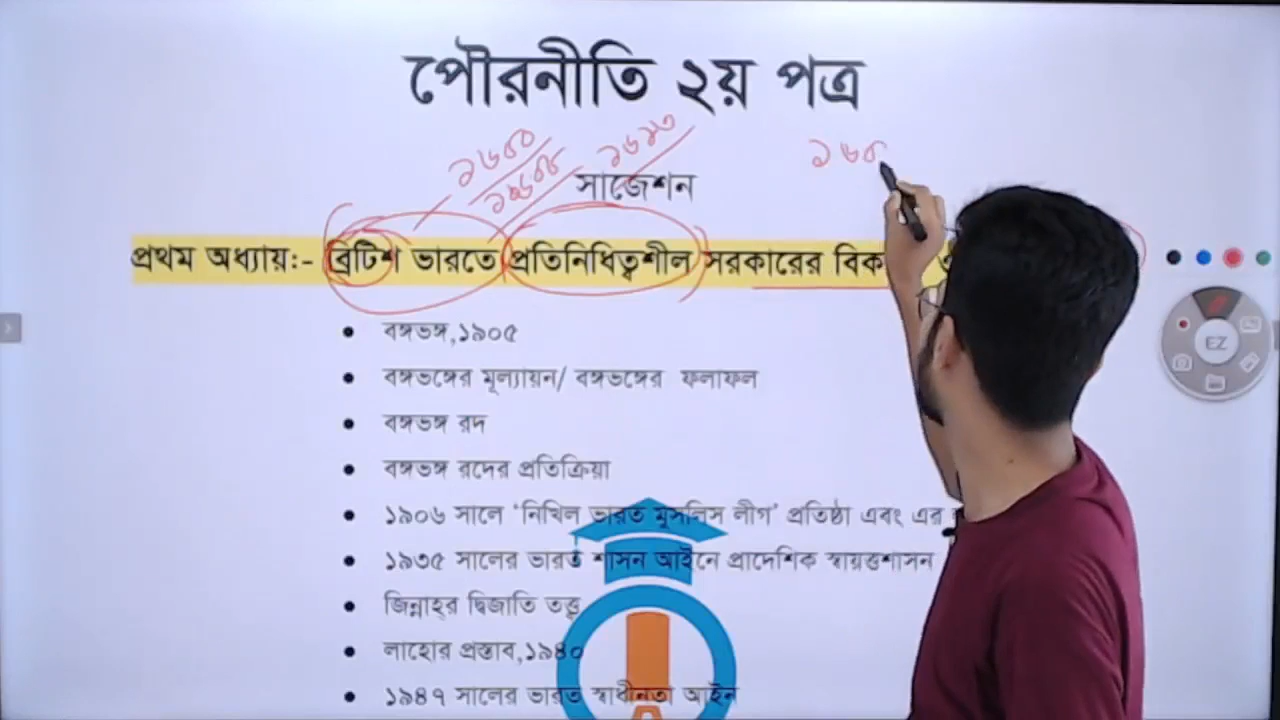 পৌরনীতি ২য় পত্র
সাজেশন
প্রথম অধ্যায়:- ব্রিটিশ ভারতে প্রতিনিধিত্বশীল সরকারের
বঙ্গভঙ্গ,১৯০৫
বঙ্গভঙ্গের মূল্যায়ন/ বঙ্গভঙ্গের ফলাফল
বঙ্গভঙ্গ রদ
বঙ্গভঙ্গ রদের প্রতিক্রিয়া
১৯০৬ সালে ‘নিখিল ভারত মুসলিস লীগ’ প্রতিষ্ঠা এবং এর
১৯৩৫ সালের ভারত শাসন আইনে প্রাদেশিক স্বায়ত্তশাসন
জিন্নাহ্‌র দ্বিজাতি তত্ত্ব
লাহোর প্রস্তাব,১৯৪০
১৯৪৭ সালের ভারত স্বাধীনতা আইন
EZ